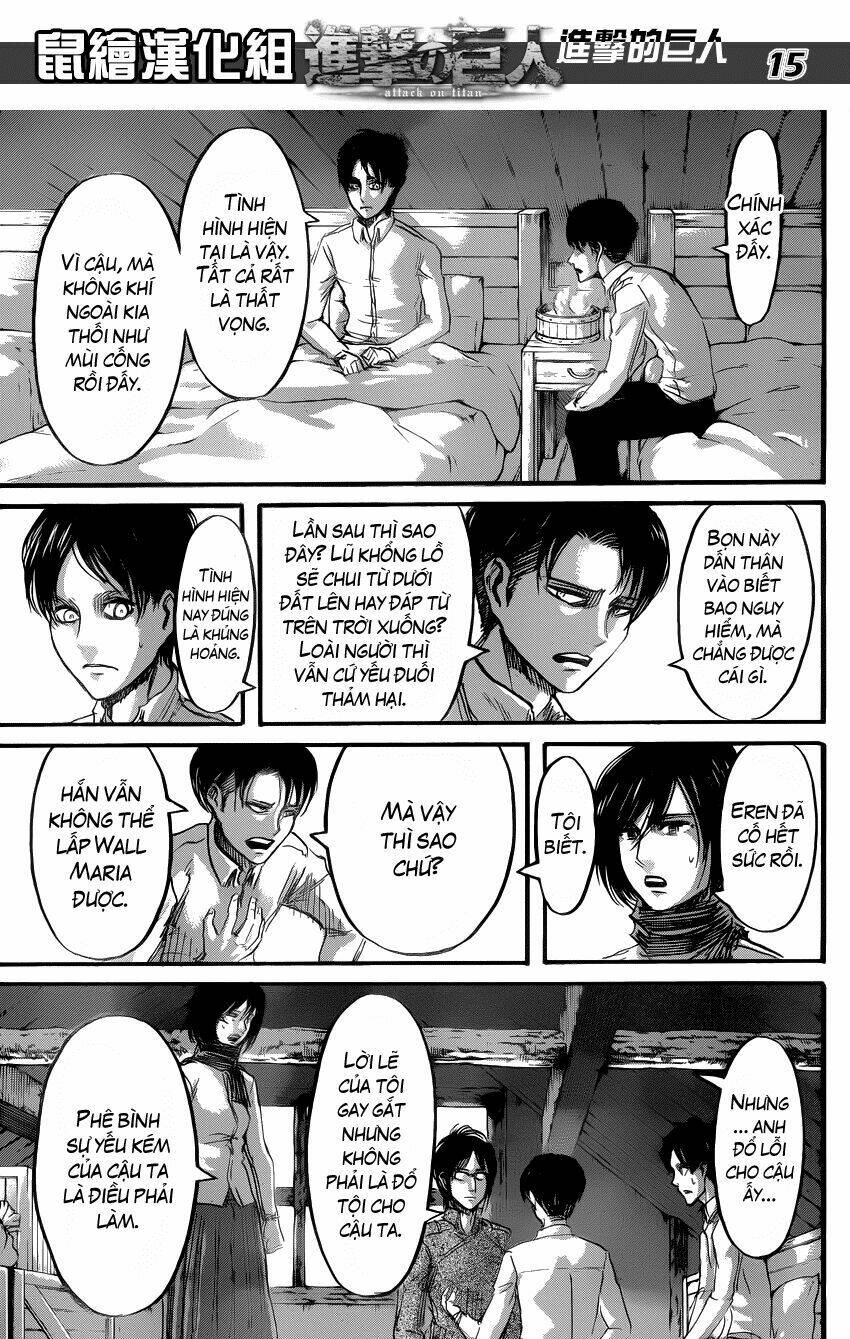 鼠繪漢化組
進撃の巨人
attack on titan
進擊的巨人
15
CHÍNH
XÁC
ĐẤY.
TÌNH
HÌNH HIỆN
TẠI LÀ VẬY.
TẤT CẢ RẤT
LÀ THẤT
VỌNG.
VÌ CẬU, MÀ
KHÔNG KHÍ
NGOÀI KIA
THỐI NHƯ
MÙI CỐNG
RỒI ĐẤY.
BỌN NÀY
DẤN THÂN
VÀO BIẾT
BAO NGUY
HIỂM, MÀ
CHẲNG ĐƯỢC
CÁI GÌ.
LẦN SAU THÌ SAO
ĐÂY? LŨ KHỔNG LỒ
SẼ CHUI TỪ DƯỚI
ĐẤT LÊN HAY ĐÁP TỪ
TRÊN TRỜI XUỐNG?
LOÀI NGƯỜI THÌ
VẪN CỨ YẾU ĐUỐI
THẢM HẠI.
TÌNH
HÌNH HIỆN
NAY ĐÚNG
LÀ KHỦNG
HOẢNG.
EREN ĐÃ
CỐ HẾT
SỨC RỒI.
TÔI
BIẾT.
MÀ VẬY
THÌ SAO
CHỨ?
HẮN VẪN
KHÔNG THỂ
LẤP WALL
MARIA
ĐƯỢC.
NHƯNG
... ANH
ĐỔ LỖI
CHO CẬU
ẤY...
LỜI LẼ
CỦA TÔI
GAY GẮT
NHƯNG
KHÔNG
PHẢI LÀ ĐỔ
TỘI CHO
CẬU TA.
PHÊ BÌNH
SỰ YẾU KÉM
CỦA CẬU TA
LÀ ĐIỀU PHẢI
LÀM.